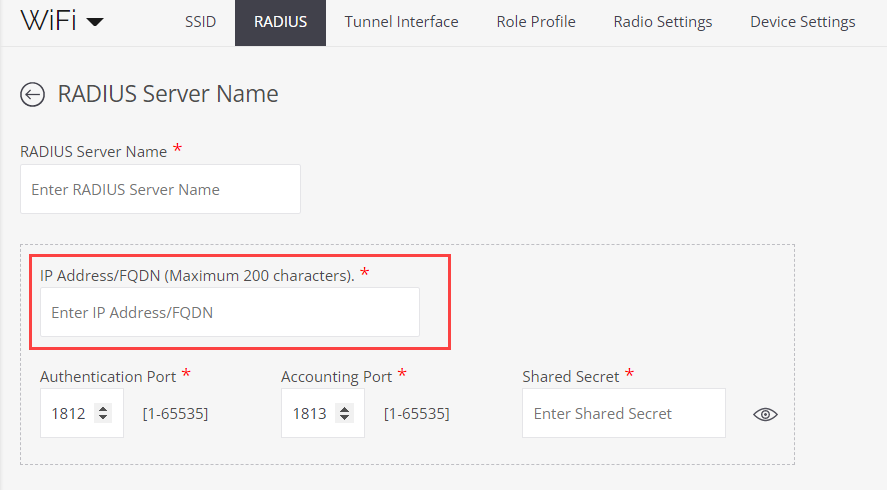 WiFi SSID RADIUS Tunnel Interface Role Profile Radio Settings Device Settings
RADIUS Server Name
RADIUS Server Name *
Enter RADIUS Server Name
IP Address/FQDN (Maximum 200 characters). *
Enter IP Address/FQDN
Authentication Port * Accounting Port * Shared Secret *
1812 [1-65535] 1813 [1-65535] Enter Shared Secret